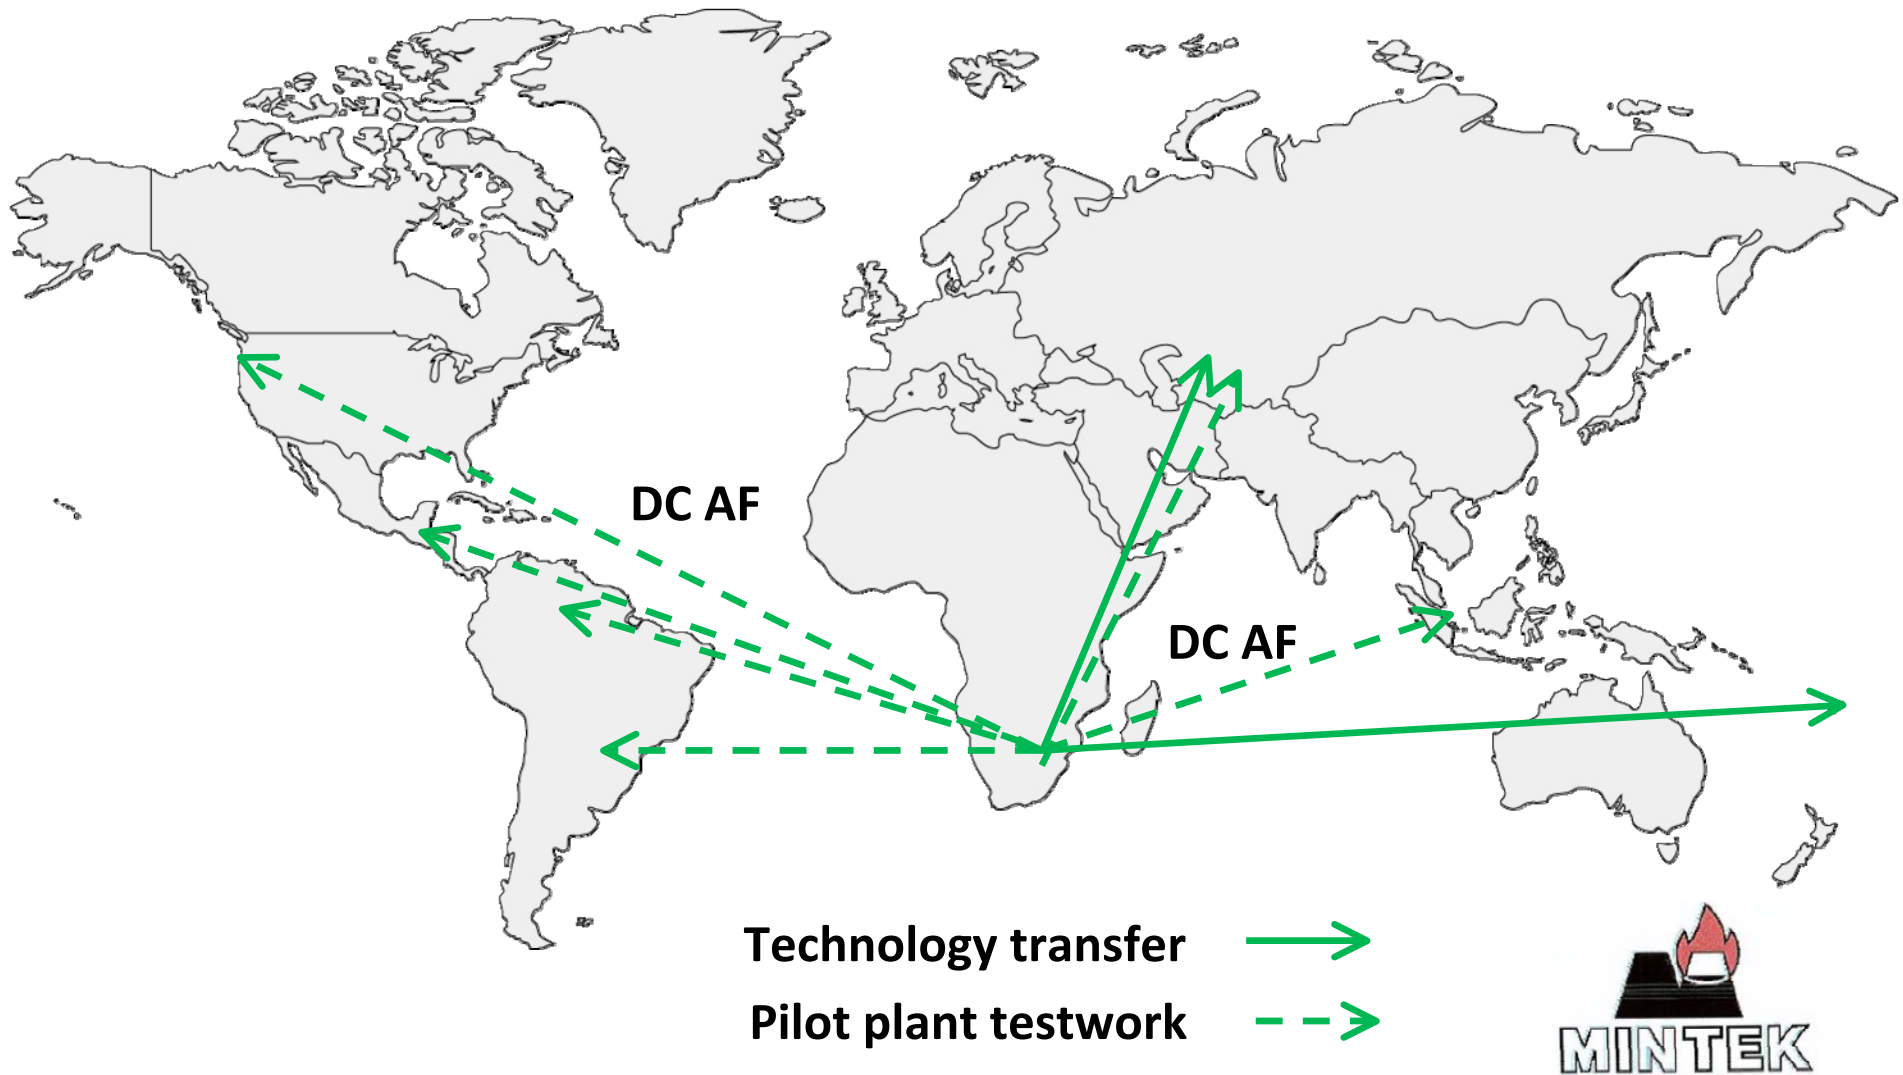 DC AF
DC AF
Technology transfer
Pilot plant testwork
MINTEK